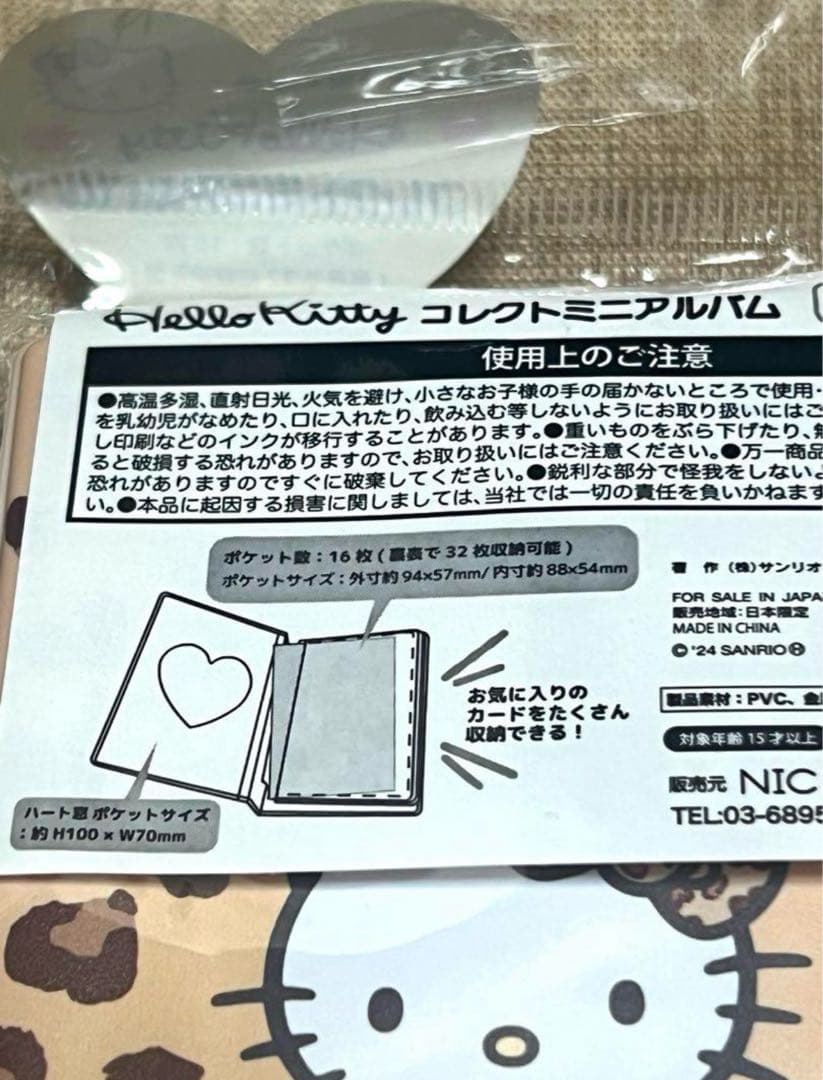 Hello Kitty コレクトミニアルバム
使用上のご注意
●高温多湿、直射日光、火気を避け、小さなお子様の手の届かないところで使用・
を乳幼児がなめたり、口に入れたり、飲み込む等しないようにお取り扱いにはご
し印刷などのインクが移行することがあります。●重いものをぶら下げたり、無
ると破損する恐れがありますので、お取り扱いにはご注意ください。●万一商品
恐れがありますのですぐに破棄してください。●鋭利な部分で怪我をしないよ
い。●本品に起因する損害に関しましては、当社では一切の責任を負いかねます
ポケット数：16枚(裏裏で32枚収納可能)
ポケットサイズ：外寸約94×57mm/内寸約88×54mm
お気に入りの
カードをたくさん
収納できる！
ハート窓 ポケットサイズ
：約 H100 × W70mm
著 作 (株)サンリオ
FOR SALE IN JAPA
販売地域：日本限定
MADE IN CHINA
© '24 SANRIO Ⓗ
製品素材：PVC、金
対象年齢 15才以上
販売元 NIC
TEL:03-6895